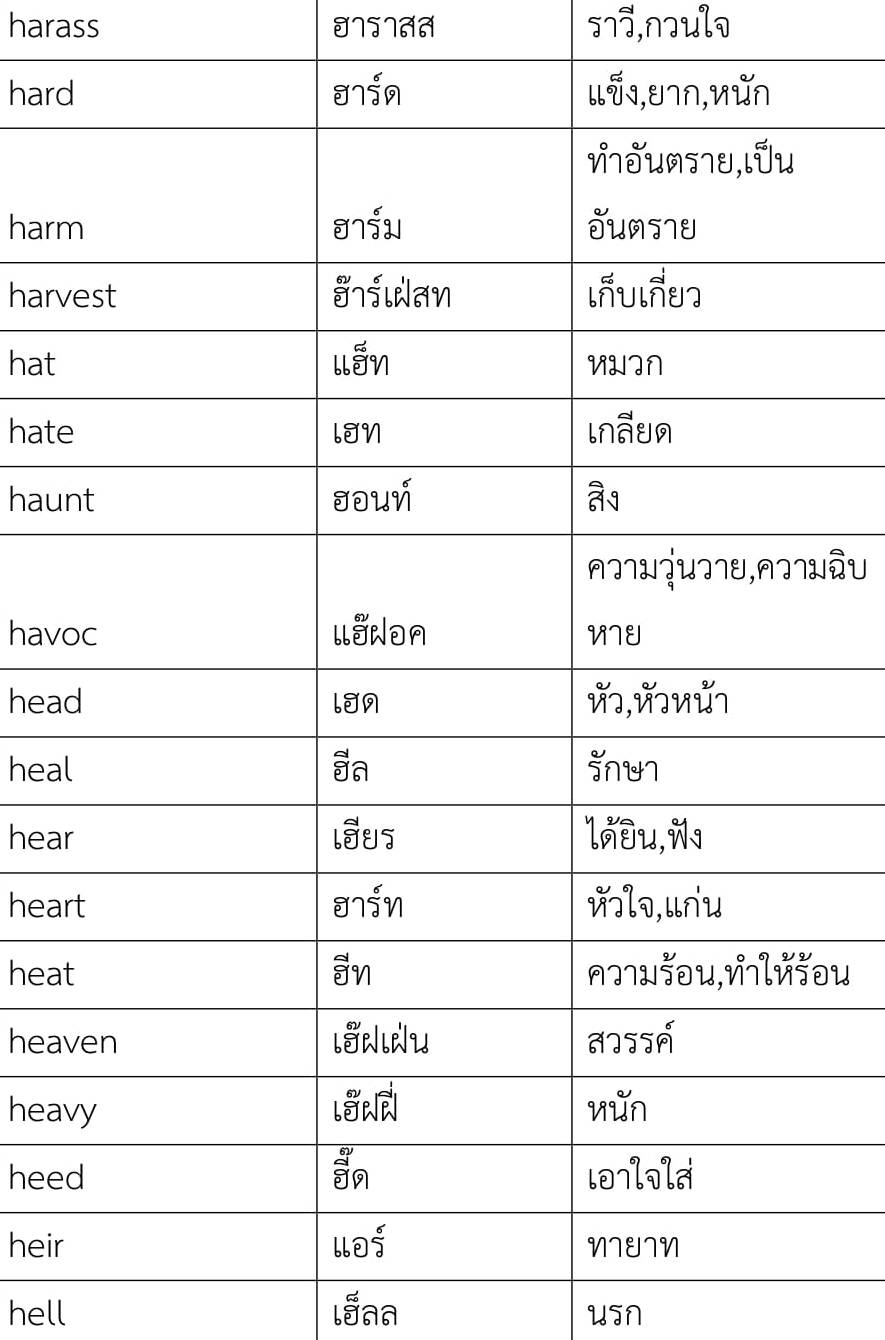 harass ฮาราสส ราวี,กวนใจ
hard ฮาร์ด แข็ง,ยาก,หนัก
ทำอันตราย,เป็น
harm ฮาร์ม อันตราย
harvest ฮ๊าร์เฝ่สท เก็บเกี่ยว
hat แฮ็ท หมวก
hate เฮท เกลียด
haunt ฮอนท์ สิง
ความวุ่นวาย,ความฉิบ
havoc แฮ๊ฝอค หาย
head เฮด หัว,หัวหน้า
heal ฮีล รักษา
hear เฮียร ได้ยิน,ฟัง
heart ฮาร์ท หัวใจ,แก่น
heat ฮีท ความร้อน,ทำให้ร้อน
heaven เฮ๊ฝเฝ่น สวรรค์
heavy เฮ๊ฝฝี่ หนัก
heed ฮี๊ด เอาใจใส่
heir แอร์ ทายาท
hell เฮ็ลล นรก